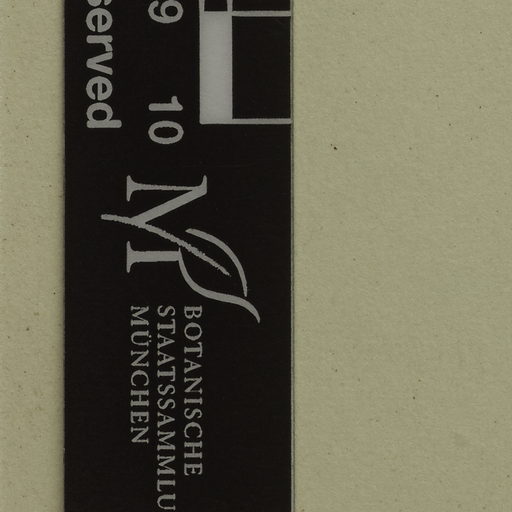 9 10
served
M
BOTANISCHE
STAATSSAMMLU
MÜNCHEN